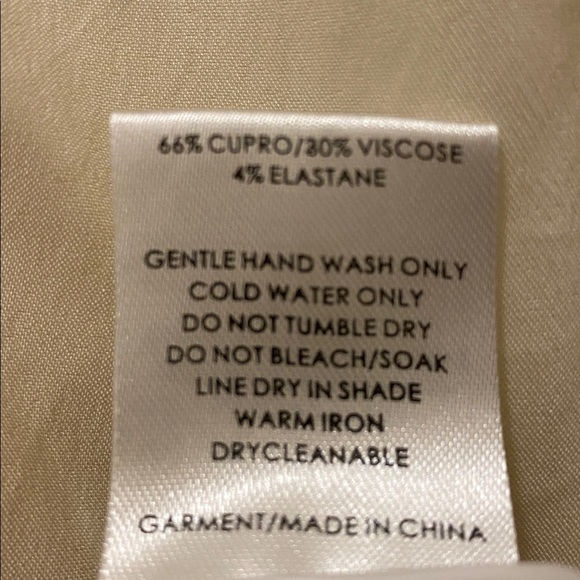 66% CUPRO/30% VISCOSE
4% ELASTANE
GENTLE HAND WASH ONLY
COLD WATER ONLY
DO NOT TUMBLE DRY
DO NOT BLEACH/SOAK
LINE DRY IN SHADE
WARM IRON
DRYCLEANABLE
GARMENT/MADE IN CHINA